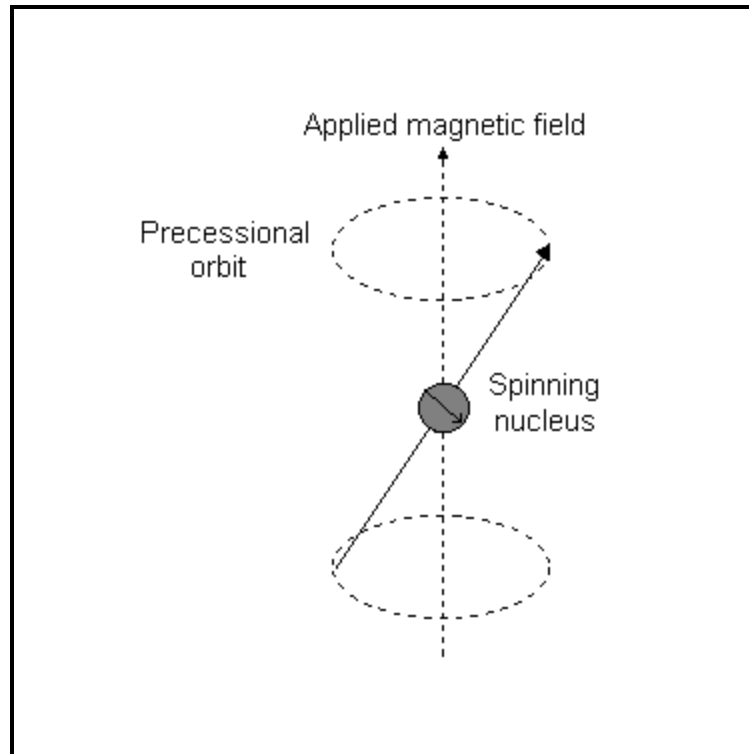 Applied magnetic field
Precessional
orbit
Spinning
nucleus